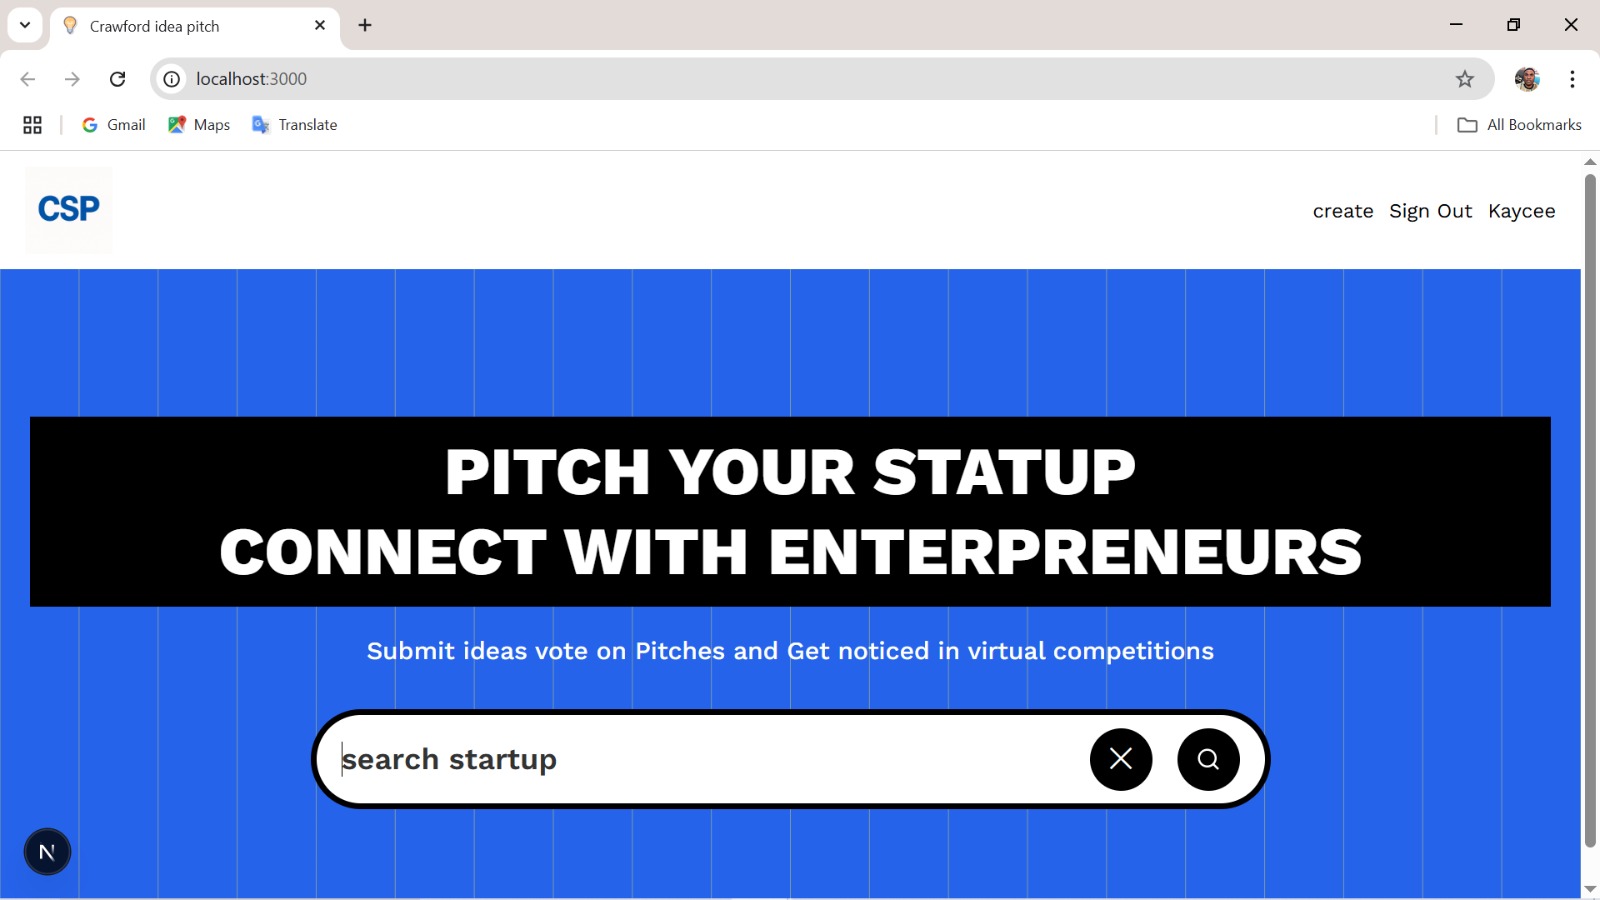 Crawford idea pitch
localhost:3000
Gmail Maps Translate All Bookmarks
CSP
create Sign Out Kaycee
PITCH YOUR STATUP
CONNECT WITH ENTERPRENEURS
Submit ideas vote on Pitches and Get noticed in virtual competitions
search startup
N